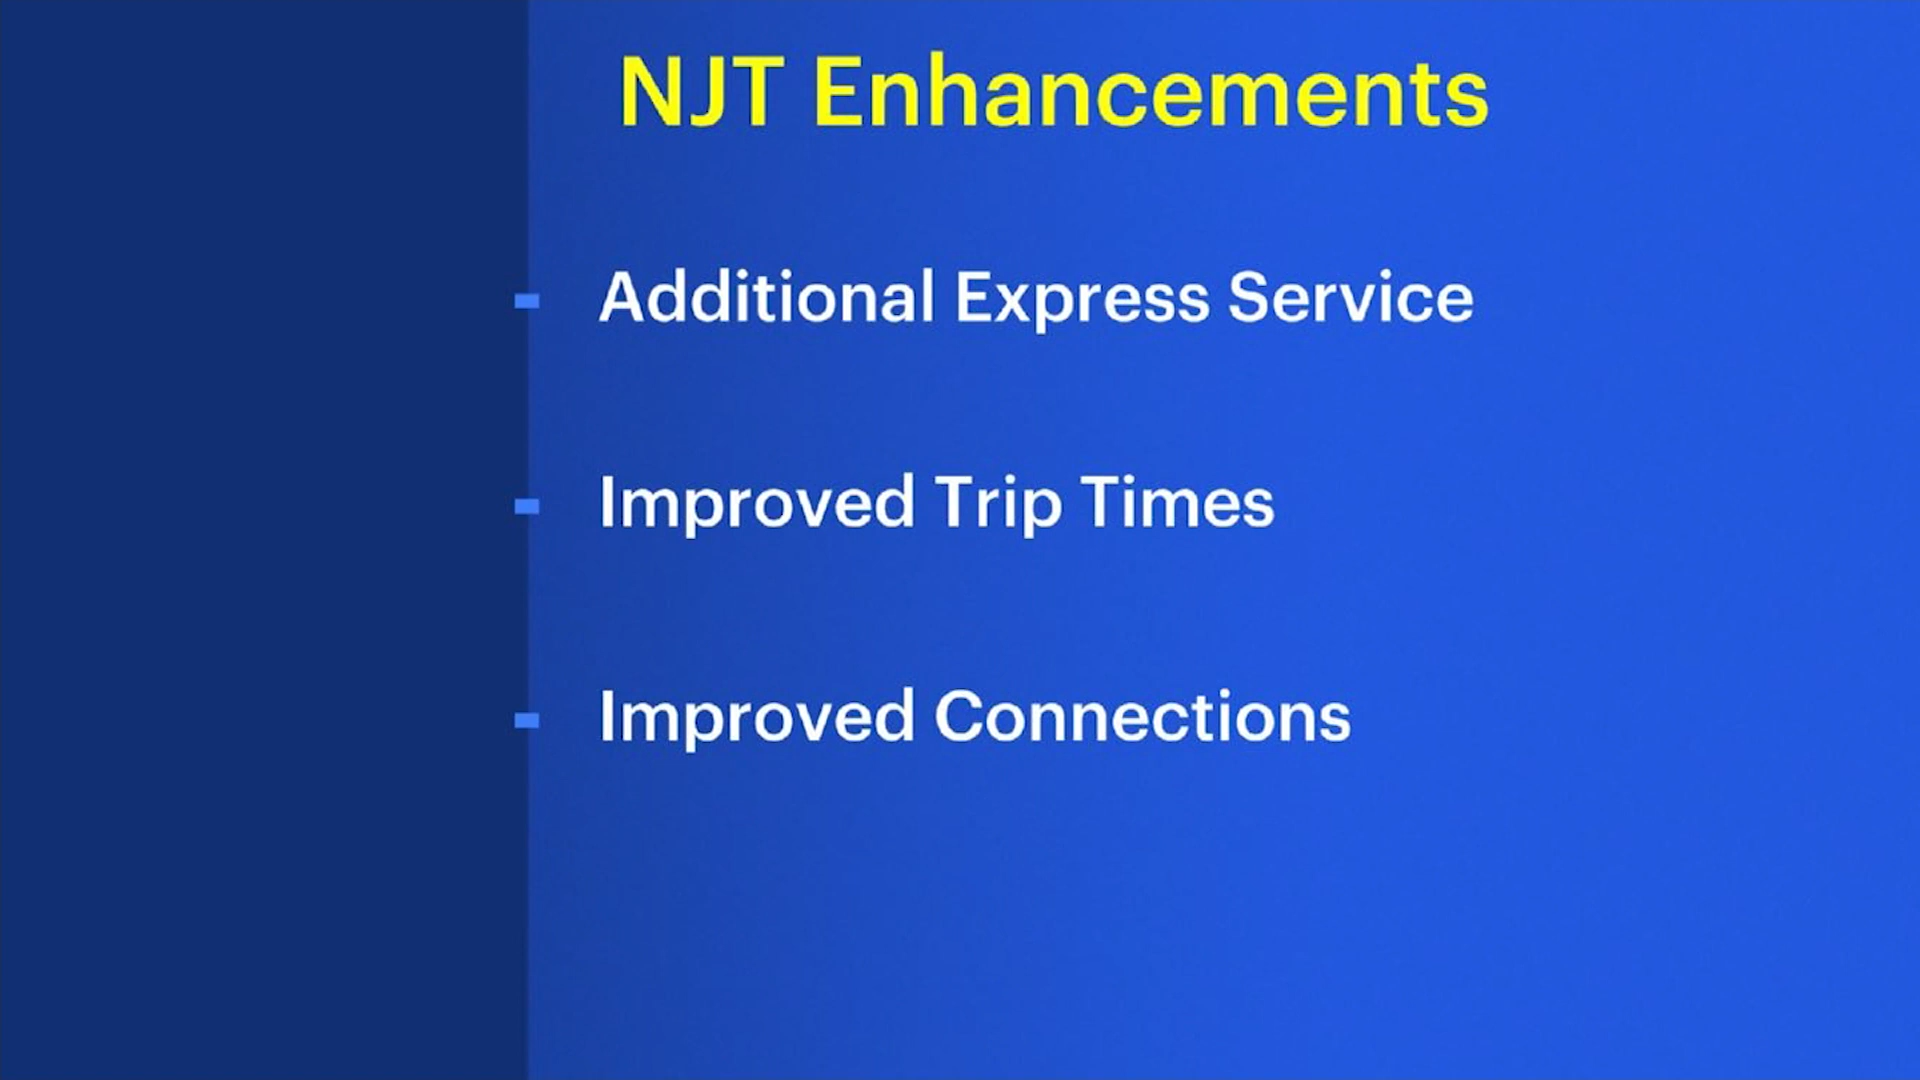 NJT Enhancements
Additional Express Service
Improved Trip Times
Improved Connections